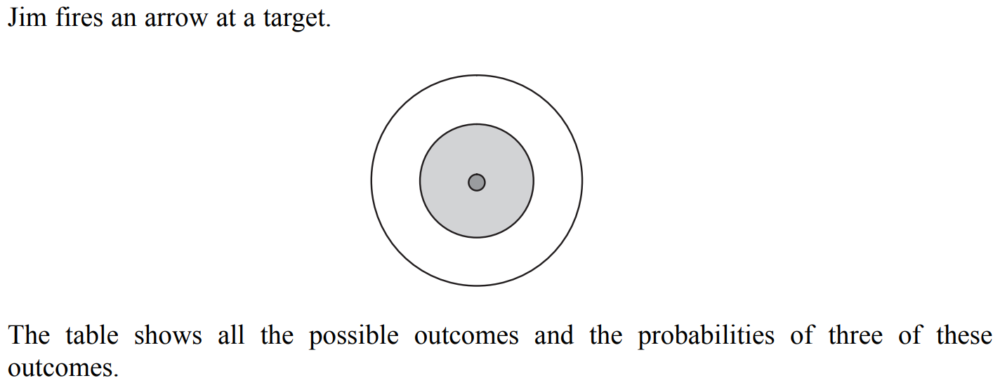 Jim fires an arrow at a target.
The table shows all the possible outcomes and the probabilities of three of these
outcomes.